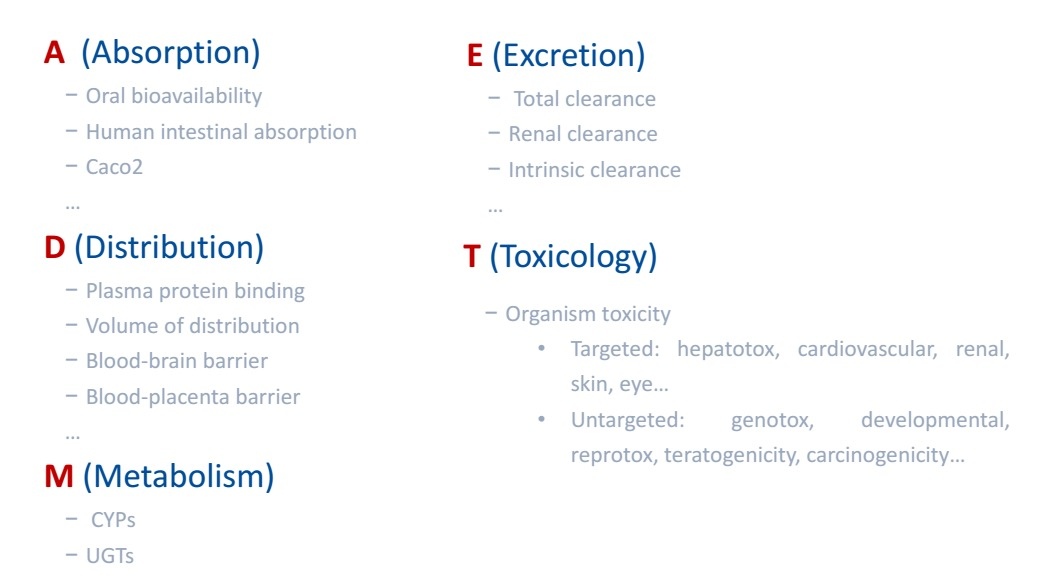 A (Absorption)
– Oral bioavailability
– Human intestinal absorption
– Caco2
...
D (Distribution)
– Plasma protein binding
– Volume of distribution
– Blood-brain barrier
– Blood-placenta barrier
...
M (Metabolism)
– CYPs
– UGTs
E (Excretion)
– Total clearance
– Renal clearance
– Intrinsic clearance
...
T (Toxicology)
– Organism toxicity
• Targeted: hepatotox, cardiovascular, renal,
skin, eye...
• Untargeted: genotox, developmental,
reprotox, teratogenicity, carcinogenicity...